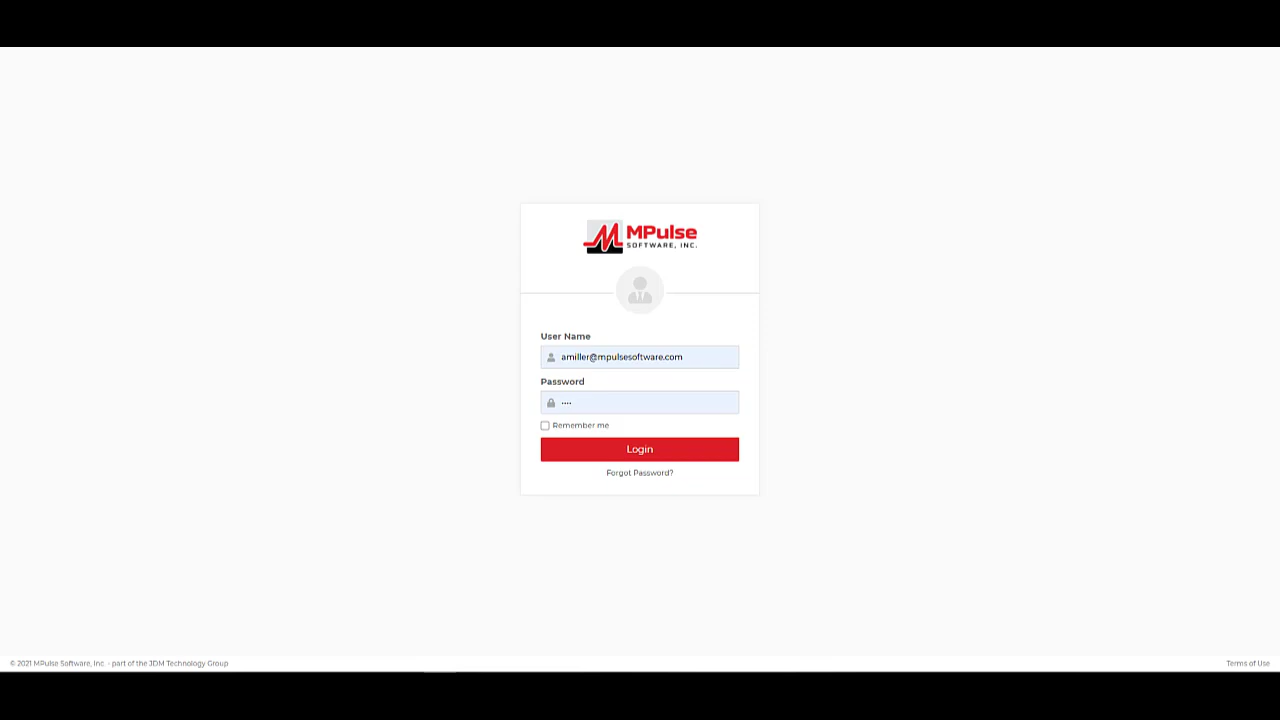 MPulse
SOFTWARE, INC.
User Name
amiller@mpulsesoftware.com
Password
····
Remember me
Login
Forgot Password?
© 2021 MPulse Software, Inc. - part of the JDM Technology Group
Terms of Use